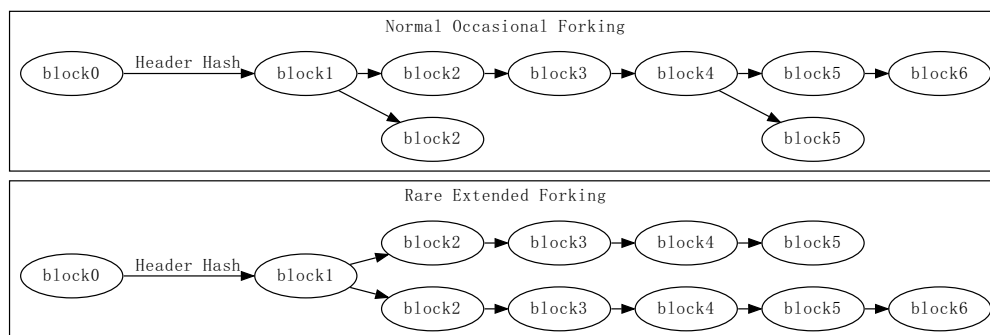 Normal Occasional Forking
block0 Header Hash block1 block2 block3 block4 block5 block6
block2 block5
Rare Extended Forking
block2 block3 block4 block5
block0 Header Hash block1
block2 block3 block4 block5 block6